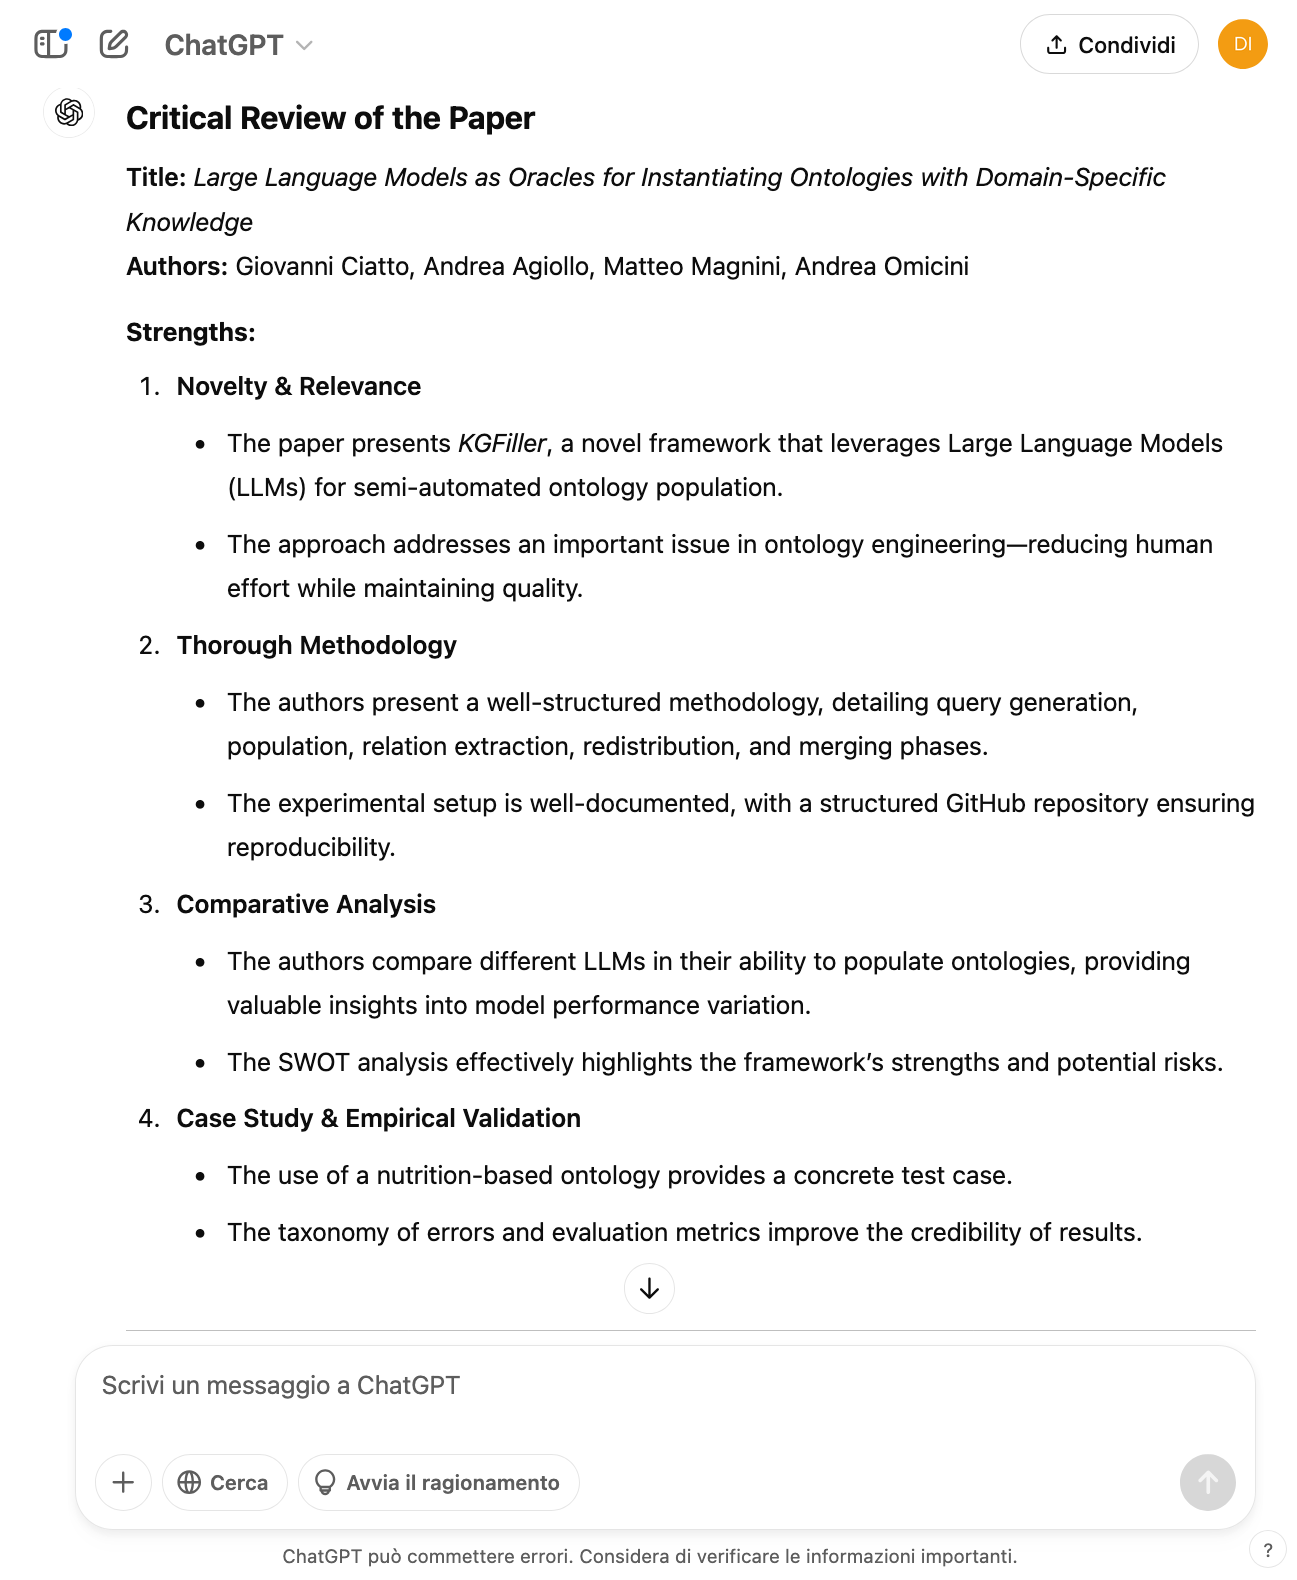 ChatGPT
Condividi
DI
Critical Review of the Paper
Title: Large Language Models as Oracles for Instantiating Ontologies with Domain-Specific
Knowledge
Authors: Giovanni Ciatto, Andrea Agiollo, Matteo Magnini, Andrea Omicini
Strengths:
1. Novelty & Relevance
• The paper presents KGFiller, a novel framework that leverages Large Language Models
(LLMs) for semi-automated ontology population.
• The approach addresses an important issue in ontology engineering—reducing human
effort while maintaining quality.
2. Thorough Methodology
• The authors present a well-structured methodology, detailing query generation,
population, relation extraction, redistribution, and merging phases.
• The experimental setup is well-documented, with a structured GitHub repository ensuring
reproducibility.
3. Comparative Analysis
• The authors compare different LLMs in their ability to populate ontologies, providing
valuable insights into model performance variation.
• The SWOT analysis effectively highlights the framework’s strengths and potential risks.
4. Case Study & Empirical Validation
• The use of a nutrition-based ontology provides a concrete test case.
• The taxonomy of errors and evaluation metrics improve the credibility of results.
Scrivi un messaggio a ChatGPT
Cerca
Avvia il ragionamento
ChatGPT può commettere errori. Considera di verificare le informazioni importanti.
?